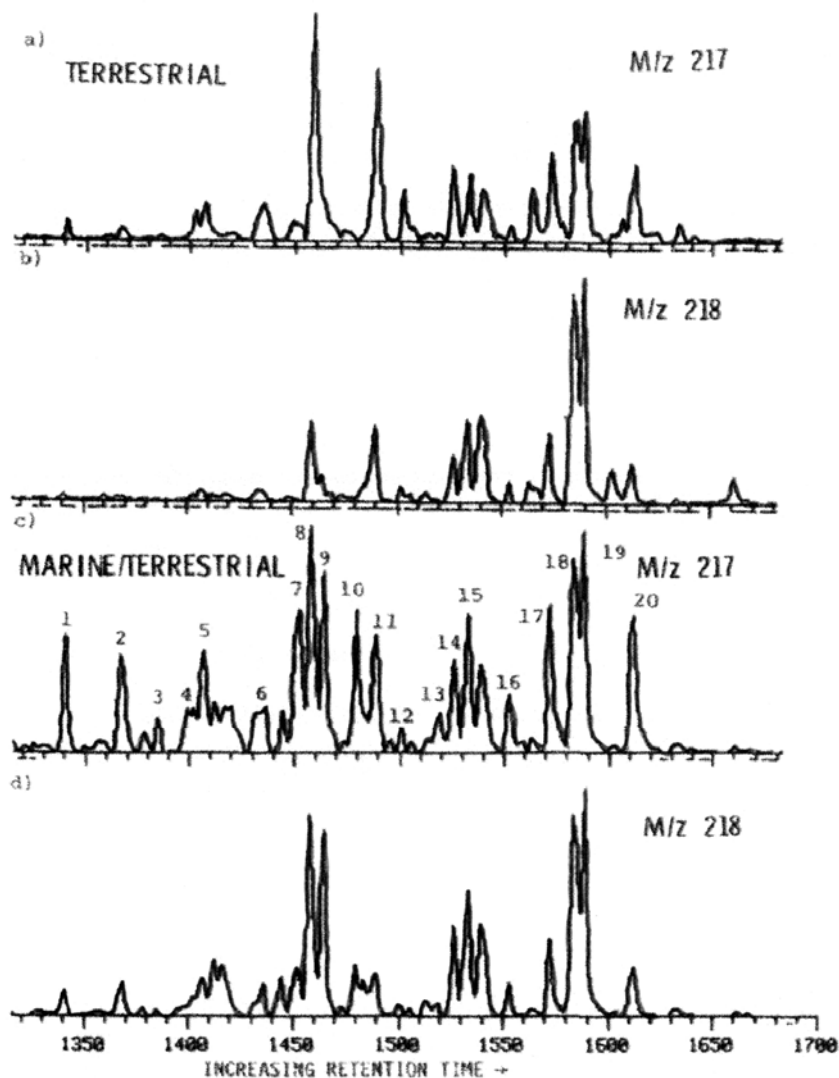 a)
TERRESTRIAL
M/z 217
b)
M/z 218
c)
MARINE/TERRESTRIAL
M/z 217
1
2
3
4
5
6
7
8
9
10
11
12
13
14
15
16
17
18
19
20
d)
M/z 218
1350 1400 1450 1500 1550 1600 1650 1700
INCREASING RETENTION TIME →